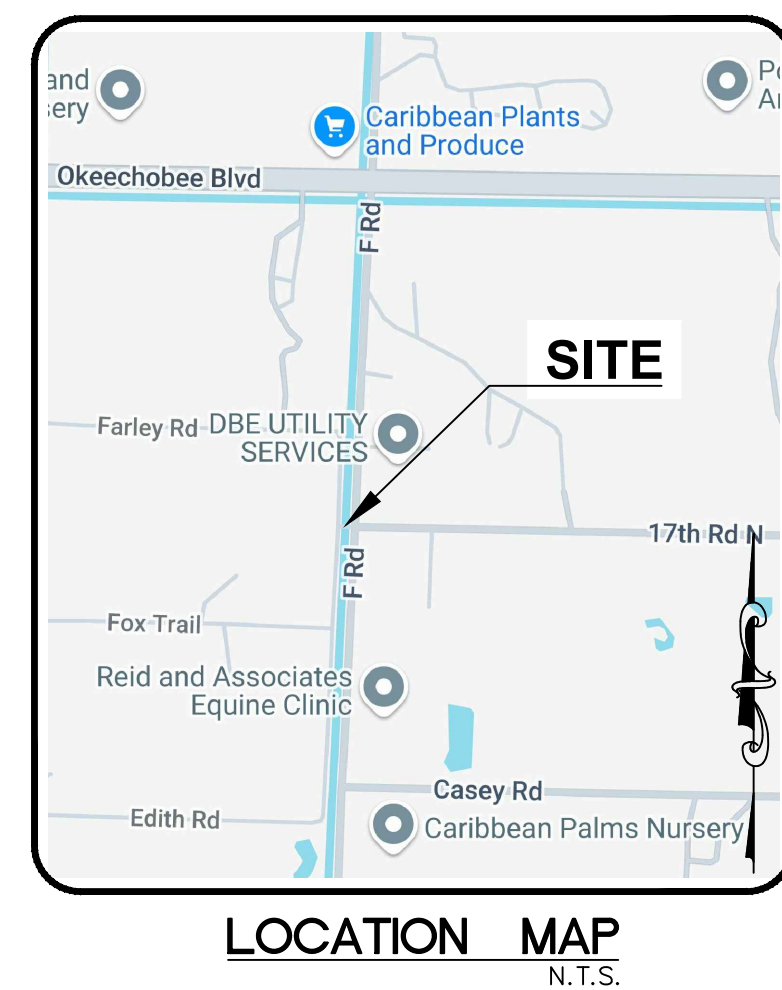 and
sery
Po
Ar
Caribbean Plants
and Produce
Okeechobee Blvd
F Rd
SITE
Farley Rd
DBE UTILITY
SERVICES
17th Rd N
F Rd
Fox Trail
Reid and Associates
Equine Clinic
Casey Rd
Edith Rd
Caribbean Palms Nursery
LOCATION MAP
N.T.S.